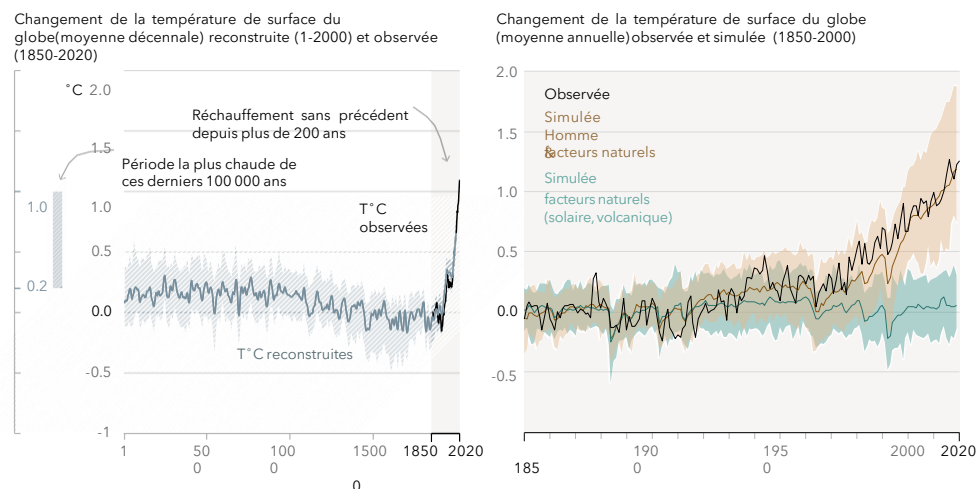 Changement de la température de surface du
globe(moyenne décennale) reconstruite (1-2000) et observée
(1850-2020)
°C 2.0
Réchauffement sans précédent
depuis plus de 200 ans
1.5
Période la plus chaude de
ces derniers 100 000 ans
1.0
1.0
T°C
observées
0.5
0.2
0.0
T°C reconstruites
-0.5
-1
1
50
0
100
0
1500
1850
2020
0
Changement de la température de surface du globe
(moyenne annuelle) observée et simulée (1850-2000)
2.0
Observée
Simulée
1.5
Homme
&
facteurs naturels
Simulée
1.0
facteurs naturels
(solaire, volcanique)
0.5
0.0
-0.5
185
190
0
195
0
2000
2020